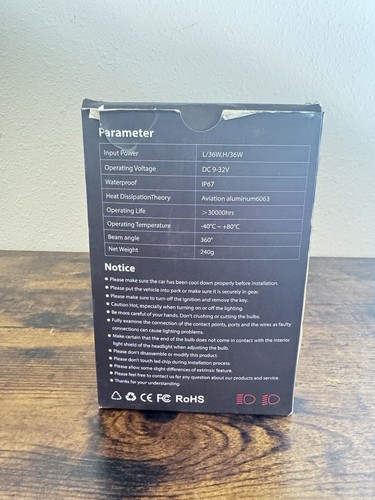 Parameter
Input Power L/36W,H/36W
Operating Voltage DC 9-32V
Waterproof IP67
Heat DissipationTheory Aviation aluminum6063
Operating Life >30000hrs
Operating Temperature -40°C ~ +80°C
Beam angle 360°
Net Weight 240g
Notice
● Please make sure the car has been cool down properly before installation.
● Please put the vehicle into park or make sure it is securely in gear.
● Please make sure to turn off the ignition and remove the key.
● Caution Hot, especially when turning on or off the lighting.
● Be more careful of your hands. Don't crushing or cutting the bulbs.
● Fully examine the connection of the contact points, ports and the wires as faulty
connections can cause lighting problems.
● Make certain that the end of the bulb does not come in contact with the interior
light shield of the headlight when adjusting the bulb.
● Please don't disassemble or modify this product.
● Please don't touch led chip during installation process.
● Please allow some slight differences of extrinsic feature.
● Please feel free to contact us for any question about our products and service
● Thanks for your understanding.
CE FC RoHS